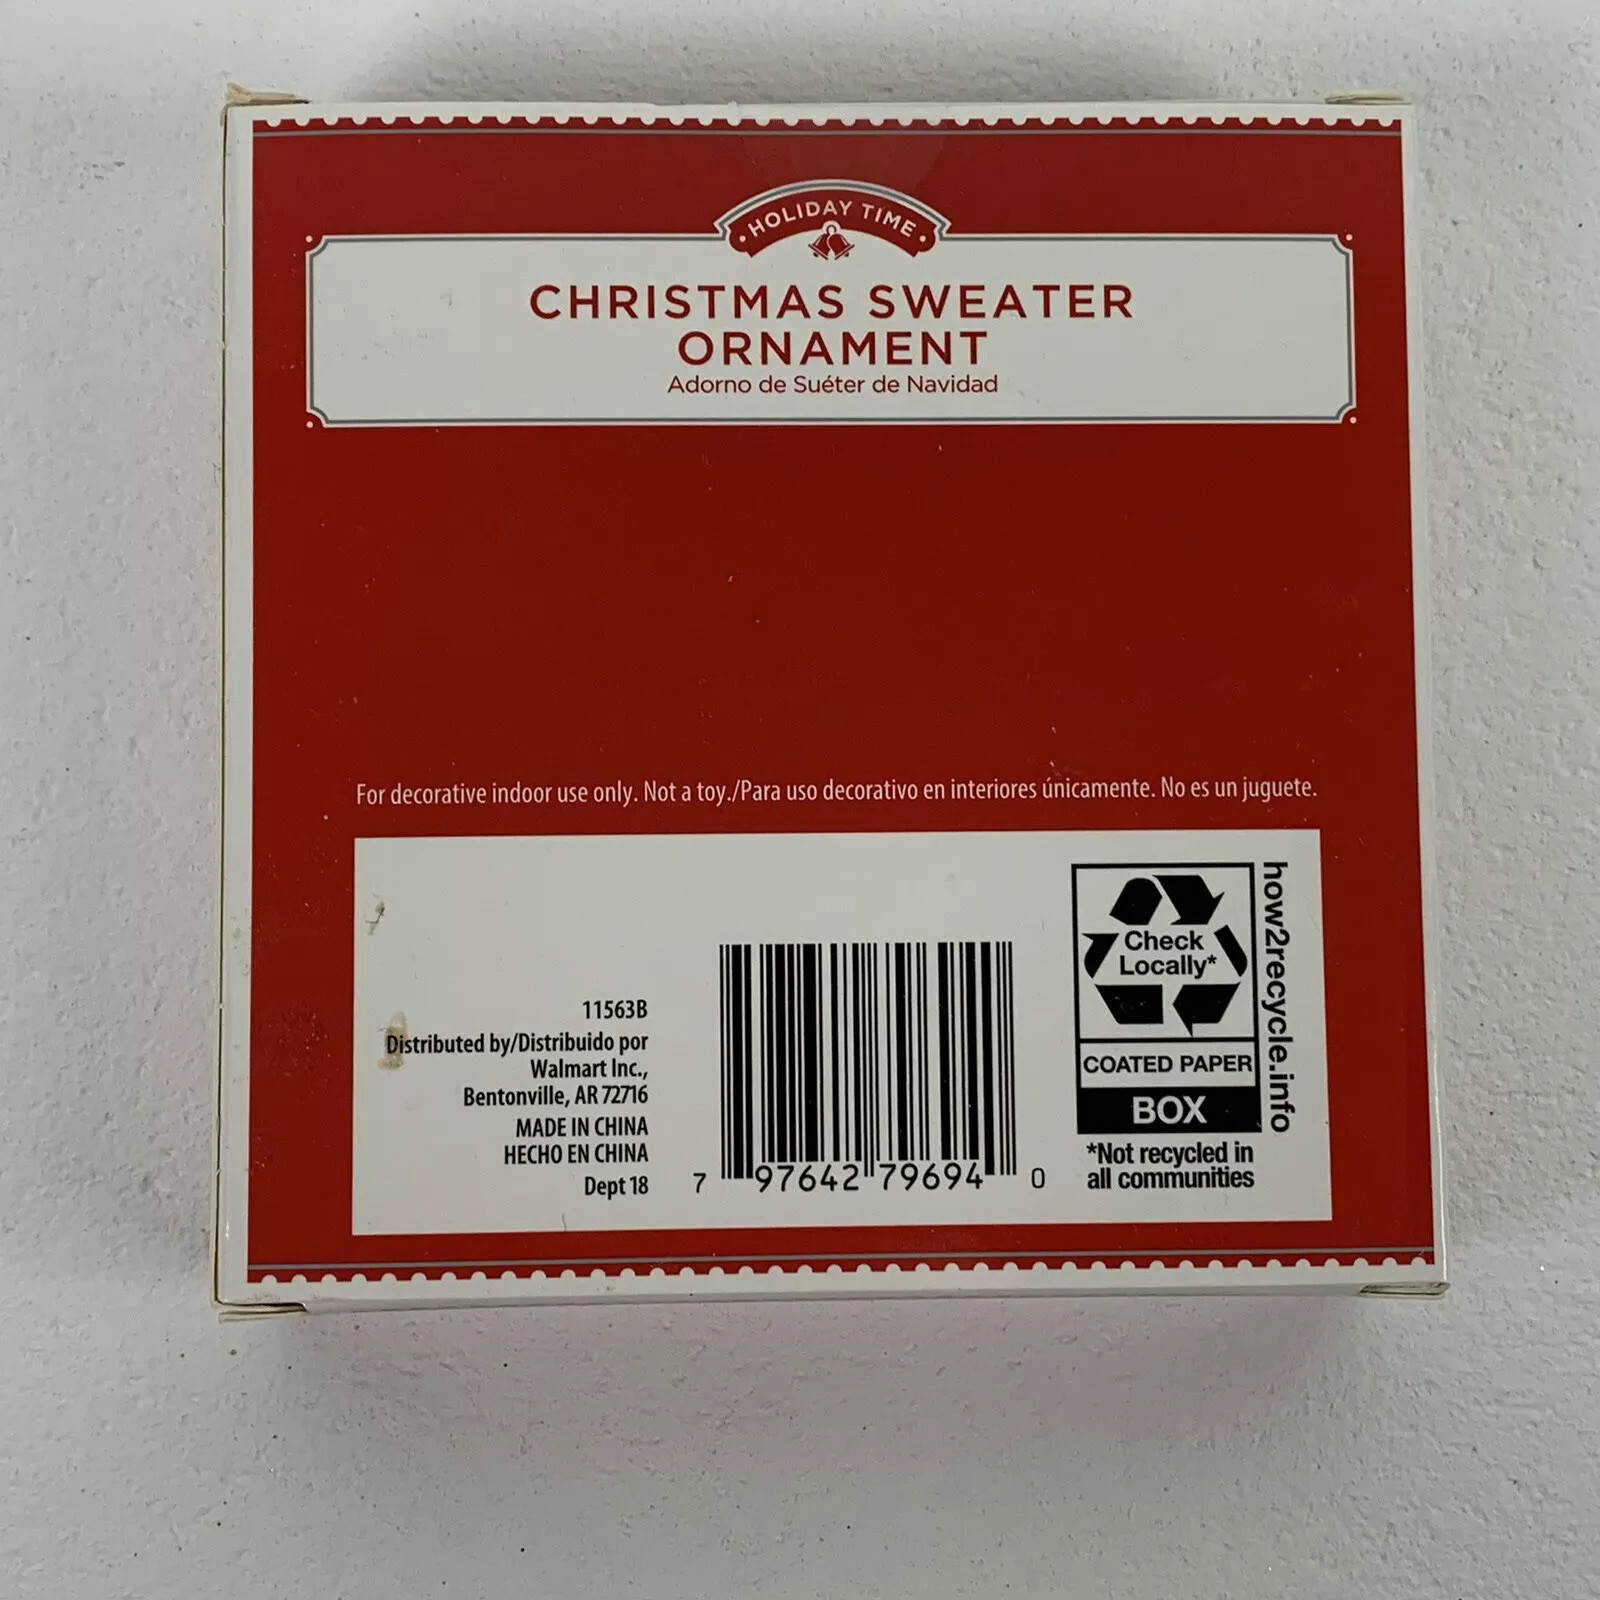 HOLIDAY TIME
CHRISTMAS SWEATER
ORNAMENT
Adorno de Suéter de Navidad
For decorative indoor use only. Not a toy./Para uso decorativo en interiores únicamente. No es un juguete.
11563B
Distributed by/Distribuido por
Walmart Inc.,
Bentonville, AR 72716
MADE IN CHINA
HECHO EN CHINA
Dept 18
7 97642 79694 0
Check
Locally*
COATED PAPER
BOX
*Not recycled in
all communities
how2recycle.info